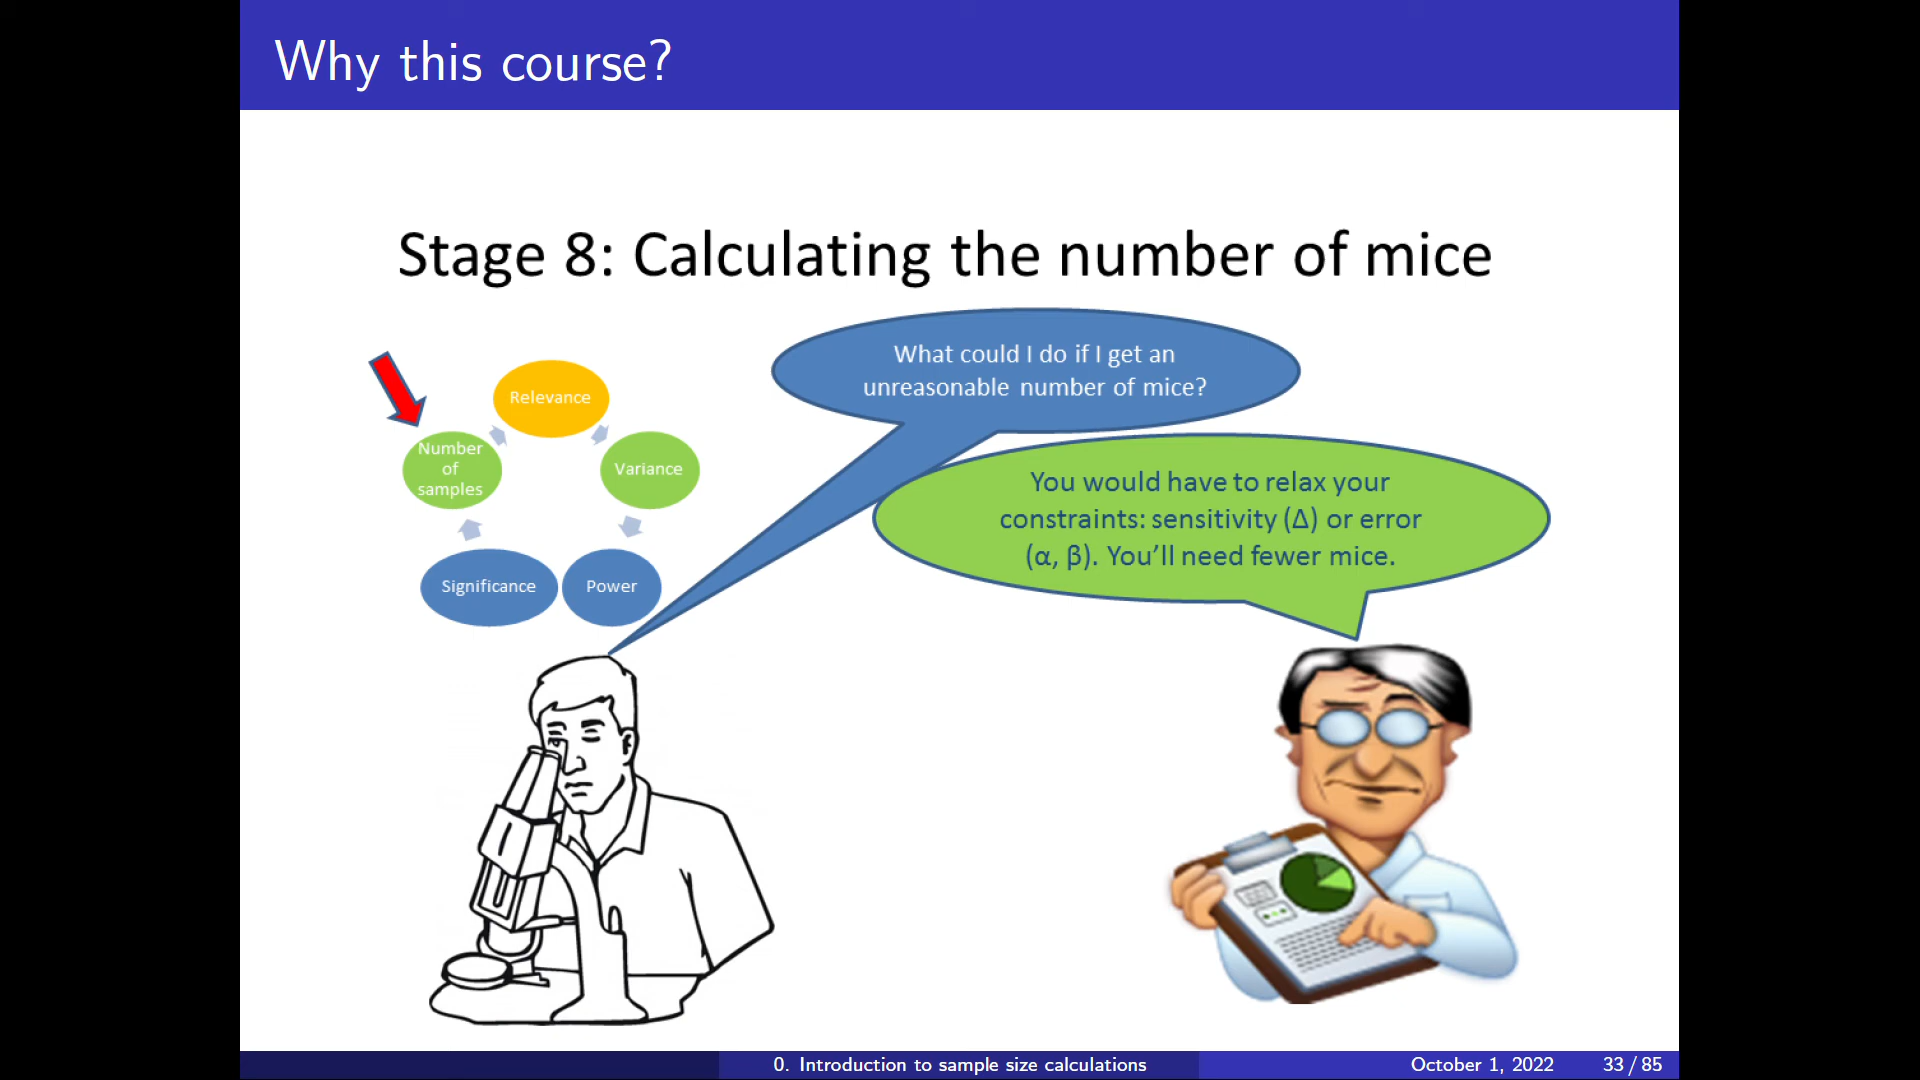 Why this course?
Stage 8: Calculating the number of mice
What could I do if I get an
unreasonable number of mice?
Relevance
Number
of
samples
Variance
You would have to relax your
constraints: sensitivity (Δ) or error
(α, β). You’ll need fewer mice.
Significance
Power
0. Introduction to sample size calculations
October 1, 2022
33 / 85